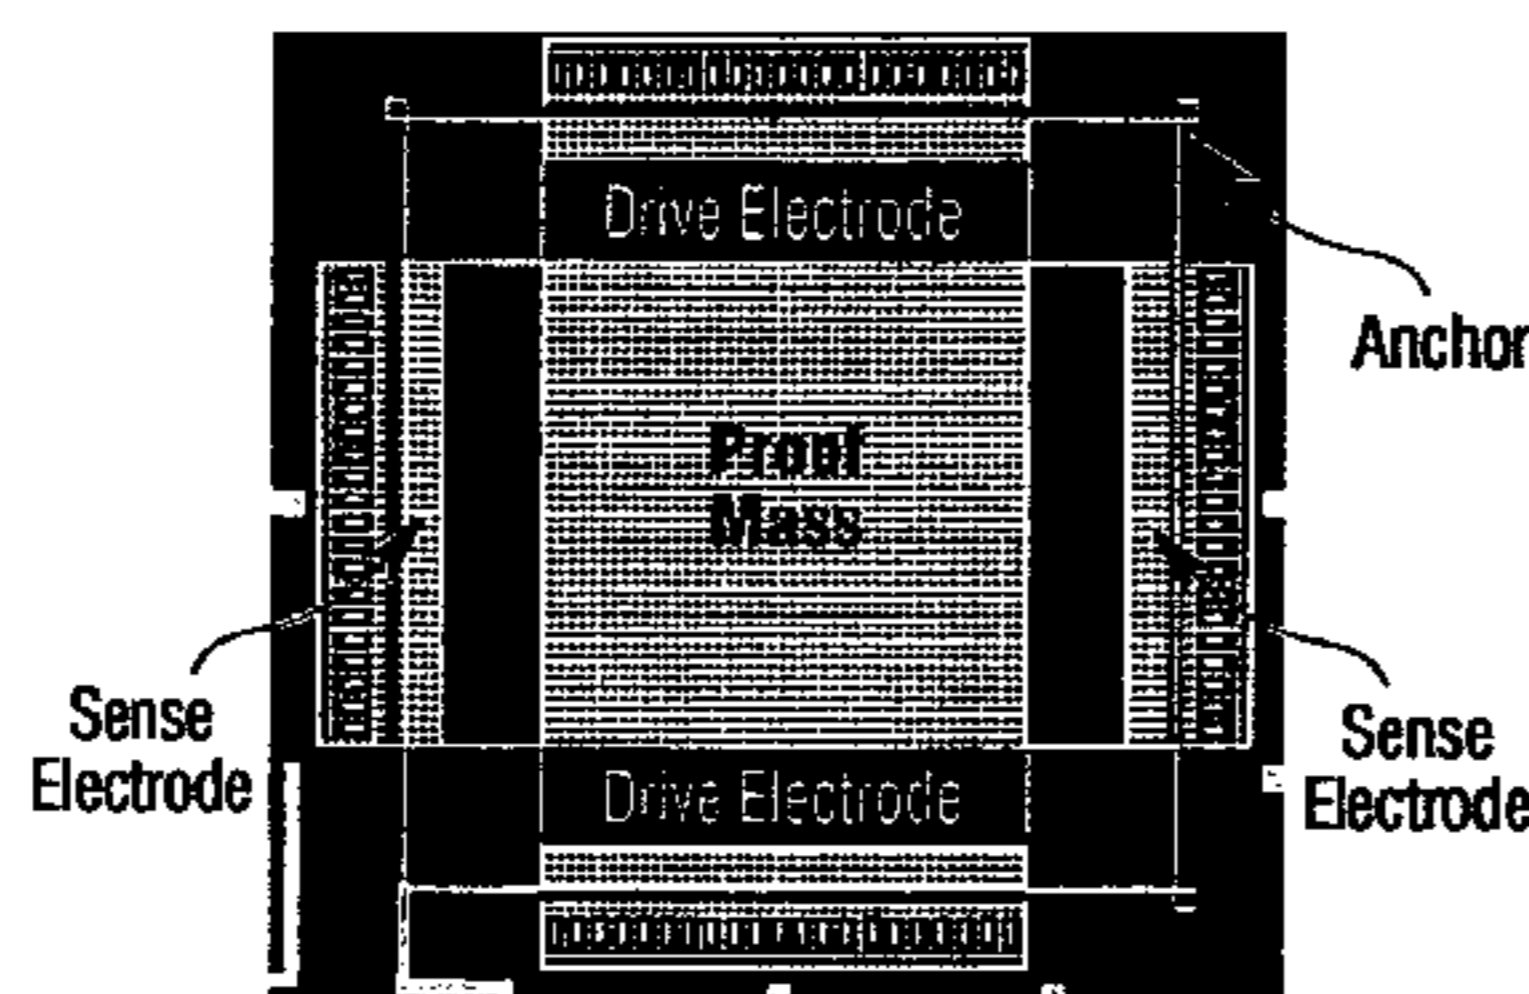 Drive Electrode
Anchor
Proof
Mass
Sense
Electrode
Sense
Electrode
Drive Electrode